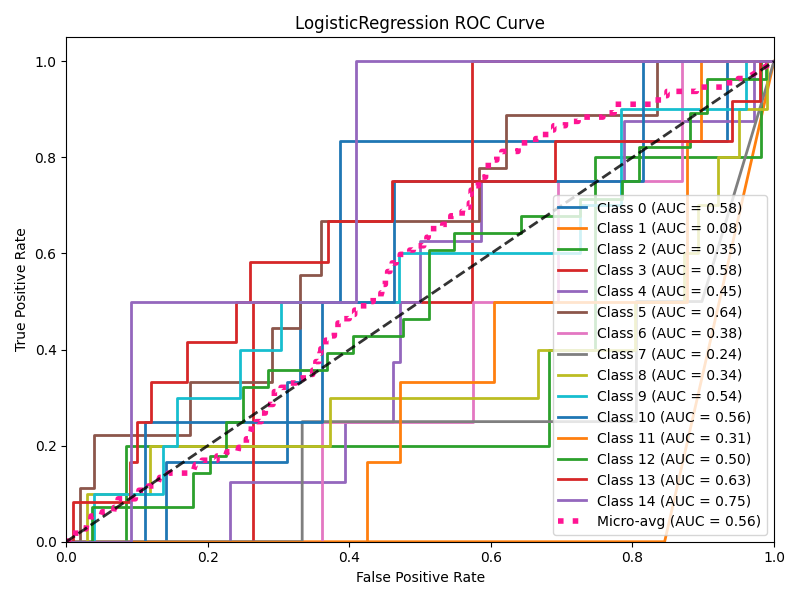 LogisticRegression ROC Curve
True Positive Rate
1.0
0.8
0.6
0.4
0.2
0.0
Class 0 (AUC = 0.58)
Class 1 (AUC = 0.08)
Class 2 (AUC = 0.35)
Class 3 (AUC = 0.58)
Class 4 (AUC = 0.45)
Class 5 (AUC = 0.64)
Class 6 (AUC = 0.38)
Class 7 (AUC = 0.24)
Class 8 (AUC = 0.34)
Class 9 (AUC = 0.54)
Class 10 (AUC = 0.56)
Class 11 (AUC = 0.31)
Class 12 (AUC = 0.50)
Class 13 (AUC = 0.63)
Class 14 (AUC = 0.75)
Micro-avg (AUC = 0.56)
0.0 0.2 0.4 0.6 0.8 1.0
False Positive Rate